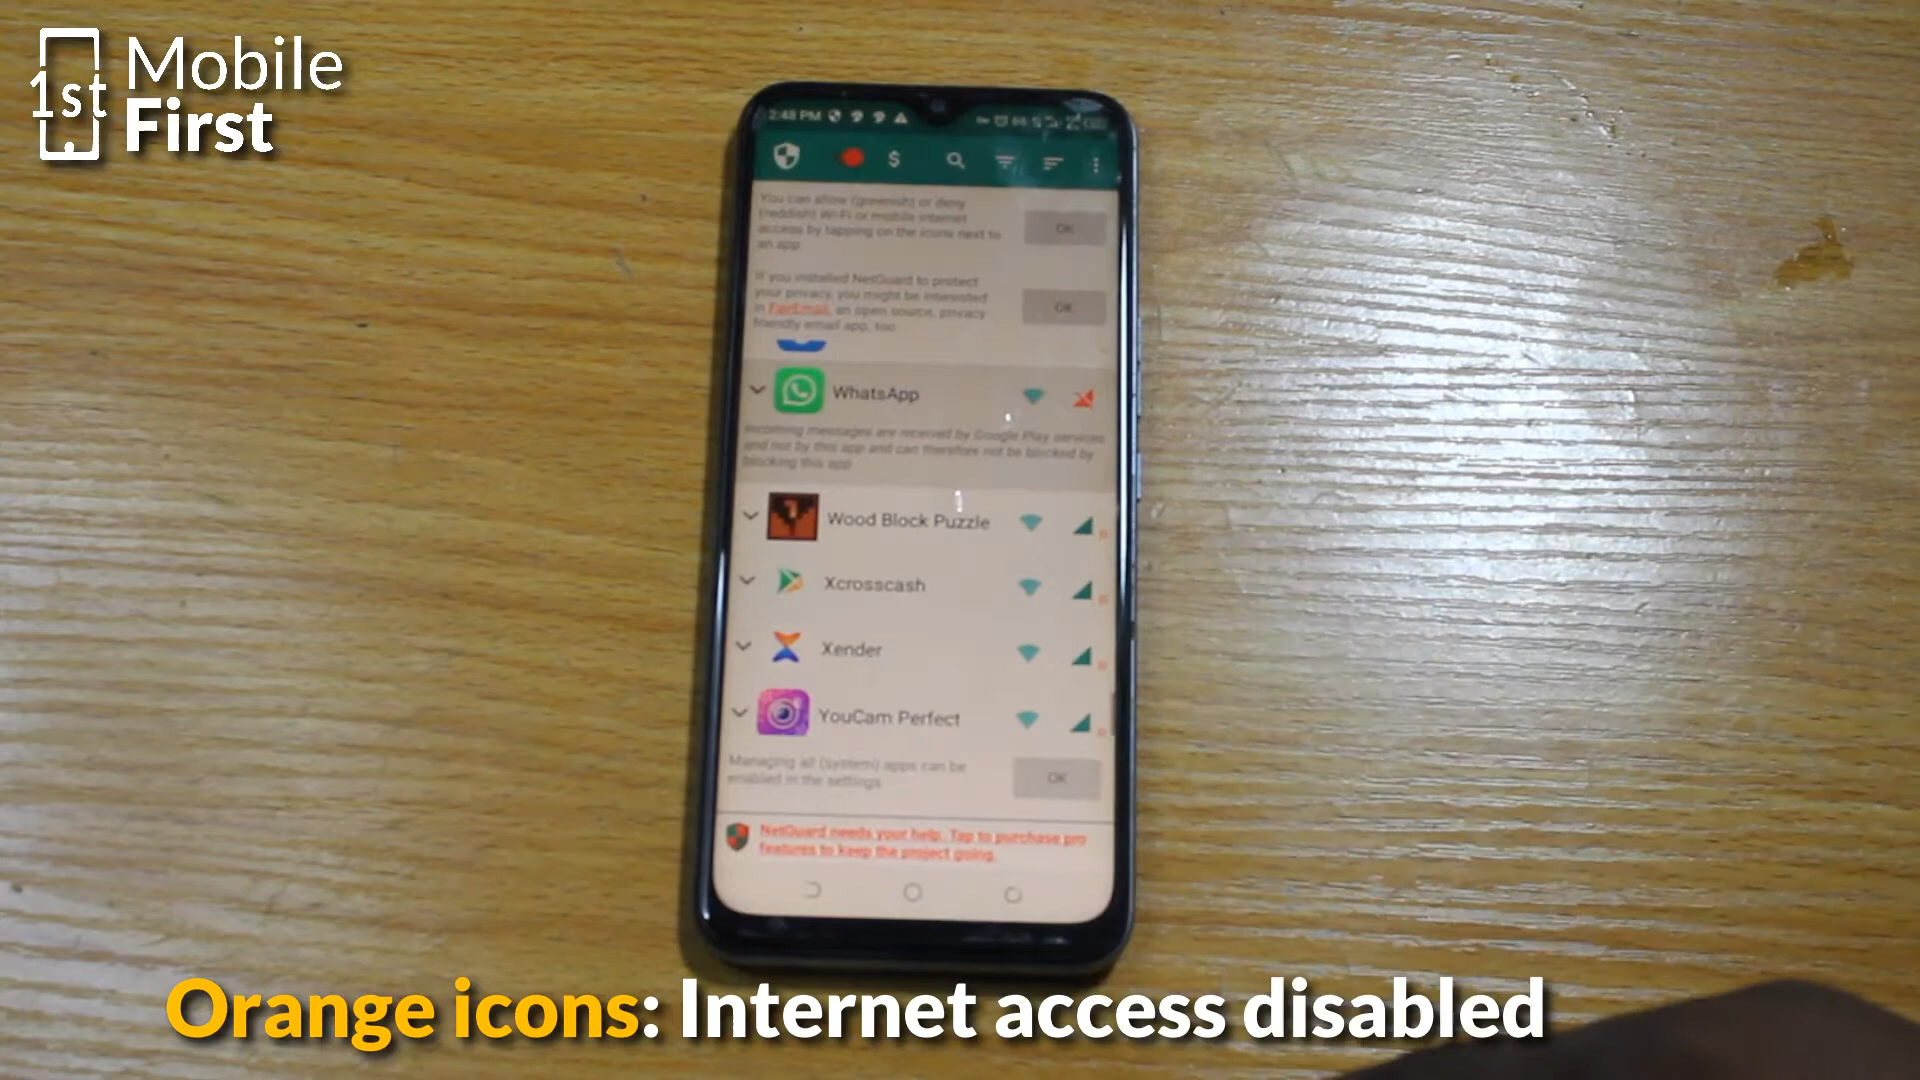 1st
Mobile
First
2:48 PM
$
You can allow (greenish) or deny
(reddish) Wi-Fi or mobile internet
access by tapping on the icons next to
an app
OK
If you installed NetGuard to protect
your privacy, you might be interested
in FairEmail, an open source, privacy
friendly email app, too
OK
WhatsApp
Incoming messages are received by Google Play services
and not by this app and can therefore not be blocked by
blocking this app
Wood Block Puzzle
Xcrosscash
Xender
YouCam Perfect
Managing all (system) apps can be
enabled in the settings
OK
NetGuard needs your help. Tap to purchase pro
features to keep the project going.
Orange icons: Internet access disabled